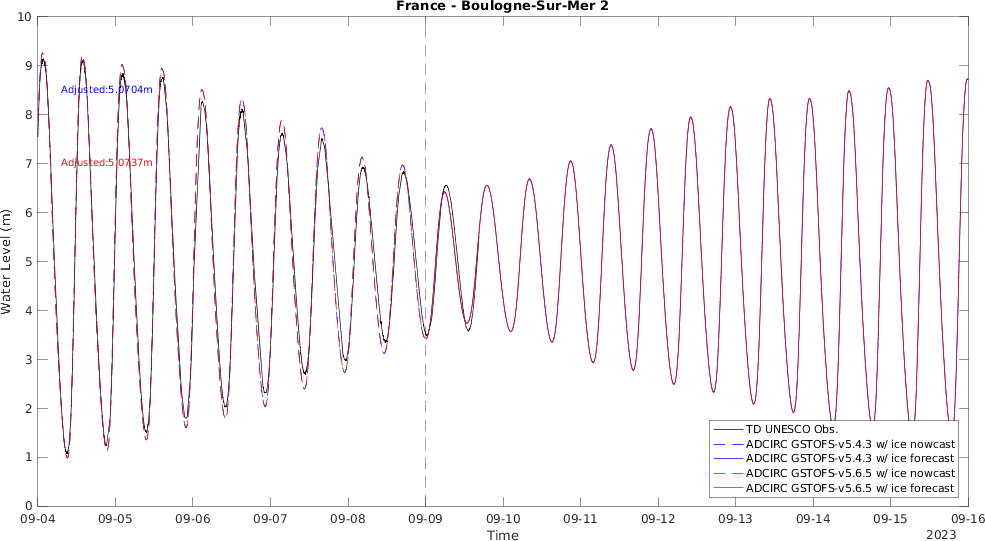 France - Boulogne-Sur-Mer 2
10
9
8
7
6
5
4
3
2
1
0
Water Level (m)
Adjusted:5.0704m
Adjusted:5.0737m
TD UNESCO Obs.
ADCIRC GSTOFS-v5.4.3 w/ ice nowcast
ADCIRC GSTOFS-v5.4.3 w/ ice forecast
ADCIRC GSTOFS-v5.6.5 w/ ice nowcast
ADCIRC GSTOFS-v5.6.5 w/ ice forecast
09-04 09-05 09-06 09-07 09-08 09-09 09-10 09-11 09-12 09-13 09-14 09-15 09-16
Time
2023